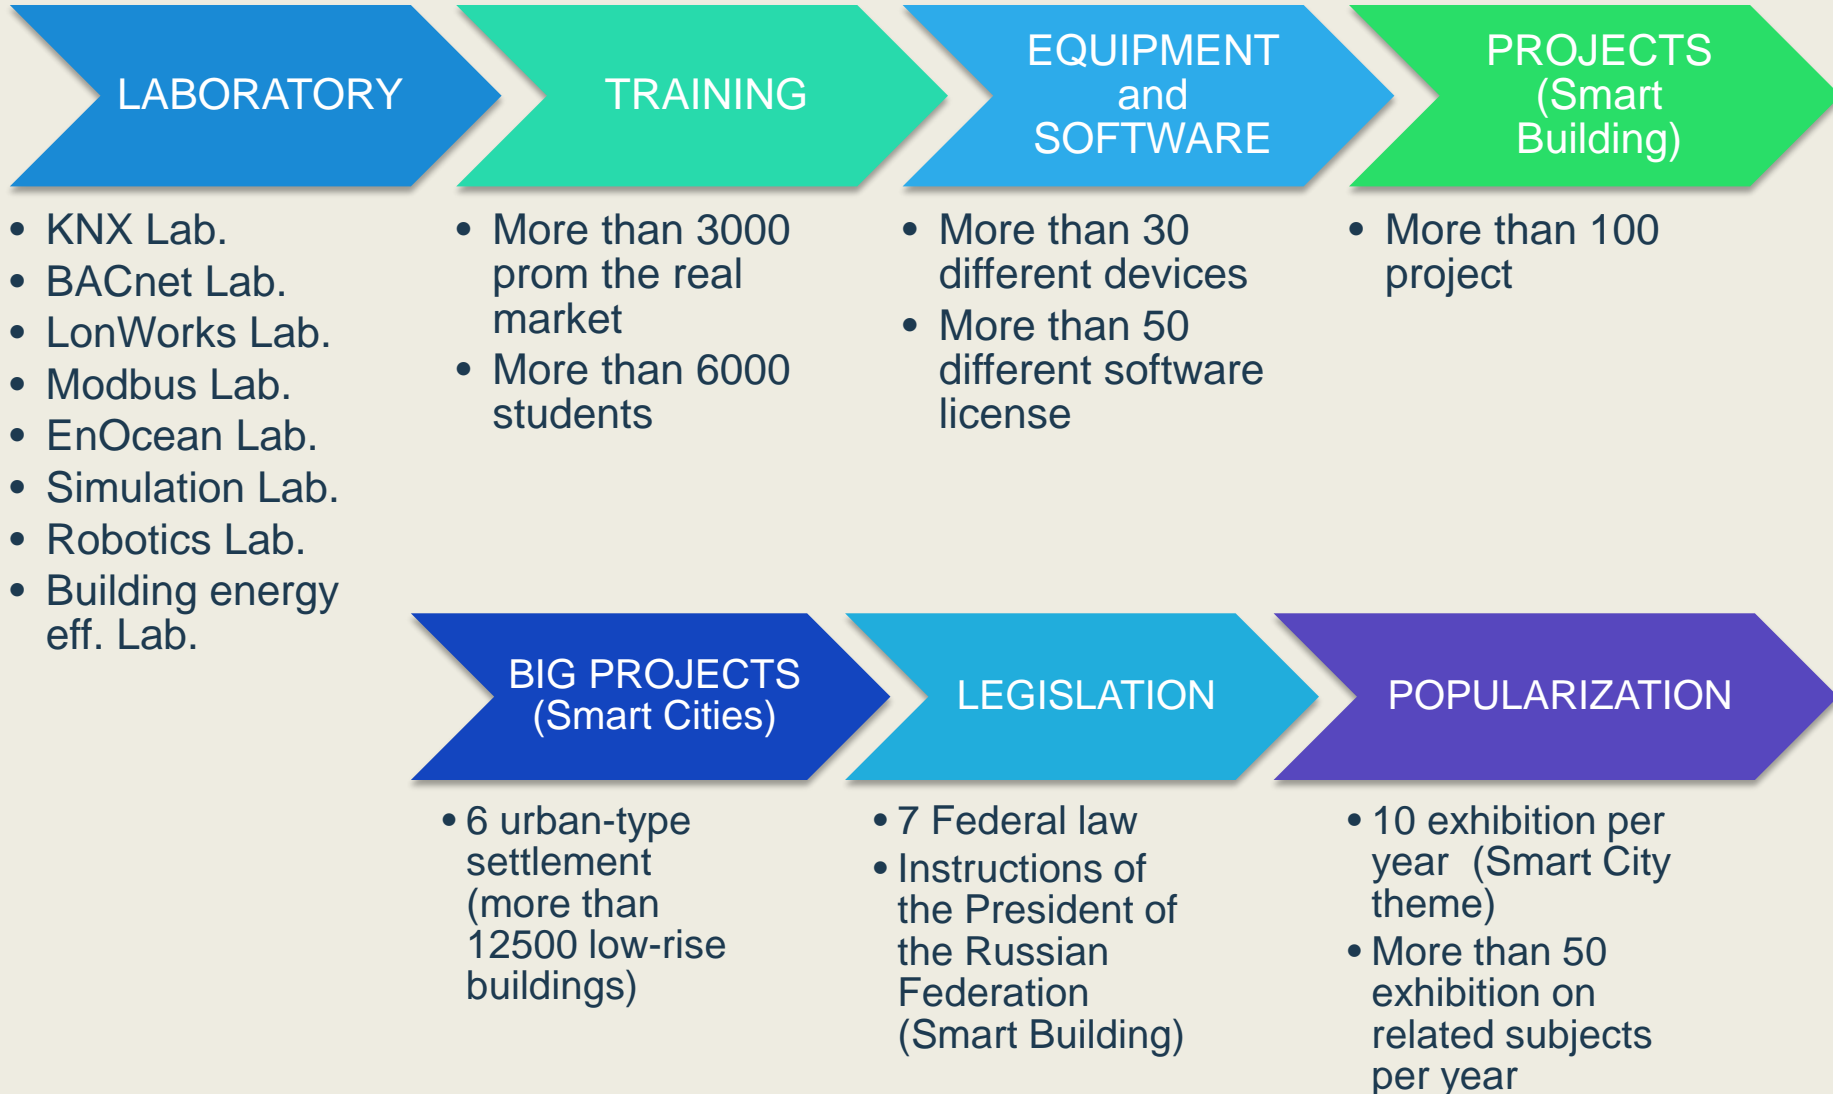 LABORATORY
• KNX Lab.
• BACnet Lab.
• LonWorks Lab.
• Modbus Lab.
• EnOcean Lab.
• Simulation Lab.
• Robotics Lab.
• Building energy
eff. Lab.
TRAINING
• More than 3000
prom the real
market
• More than 6000
students
EQUIPMENT
and
SOFTWARE
• More than 30
different devices
• More than 50
different software
license
PROJECTS
(Smart
Building)
• More than 100
project
BIG PROJECTS
(Smart Cities)
• 6 urban-type
settlement
(more than
12500 low-rise
buildings)
LEGISLATION
• 7 Federal law
• Instructions of
the President of
the Russian
Federation
(Smart Building)
POPULARIZATION
• 10 exhibition per
year (Smart City
theme)
• More than 50
exhibition on
related subjects
per year